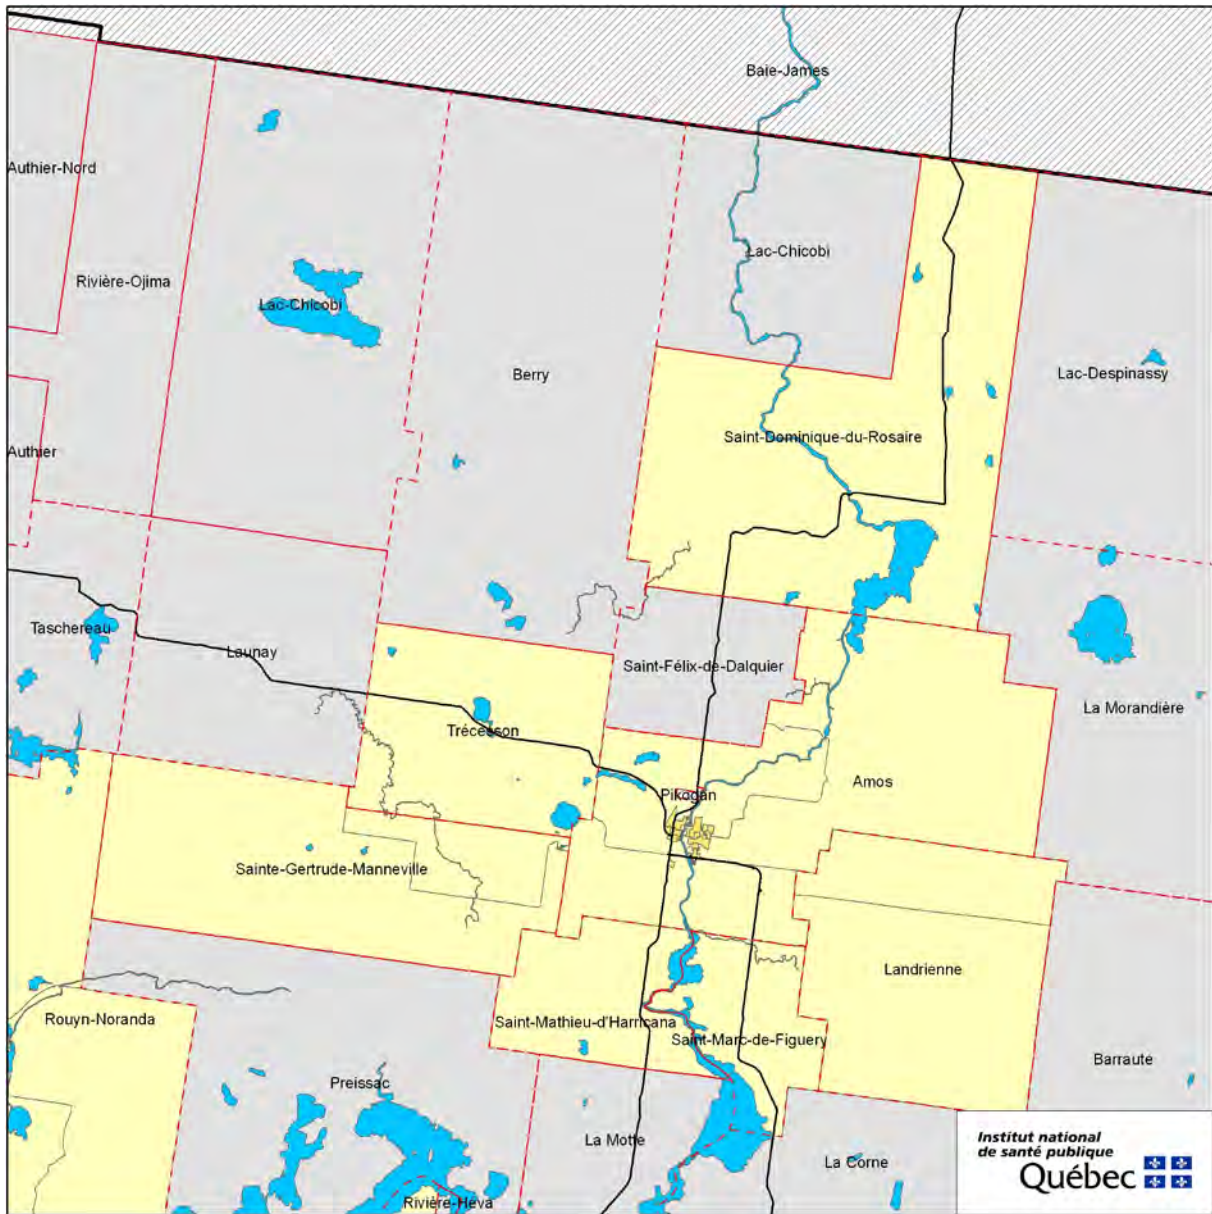 Baie-James
Authier-Nord
Lac-Chicobi
Rivière-Ojima
Lac-Chicobi
Berry
Lac-Despinassy
Saint-Dominique-du-Rosaire
Authier
Taschereau
Launay
Saint-Félix-de-Dalquier
La Morandière
Trécesson
Amos
Pikogan
Sainte-Gertrude-Manneville
Landrienne
Rouyn-Noranda
Saint-Mathieu-d'Harricana
Saint-Marc-de-Figuery
Barraute
Preissac
La Motte
La Corne
Rivière-Héva
Institut national
de santé publique
Québec